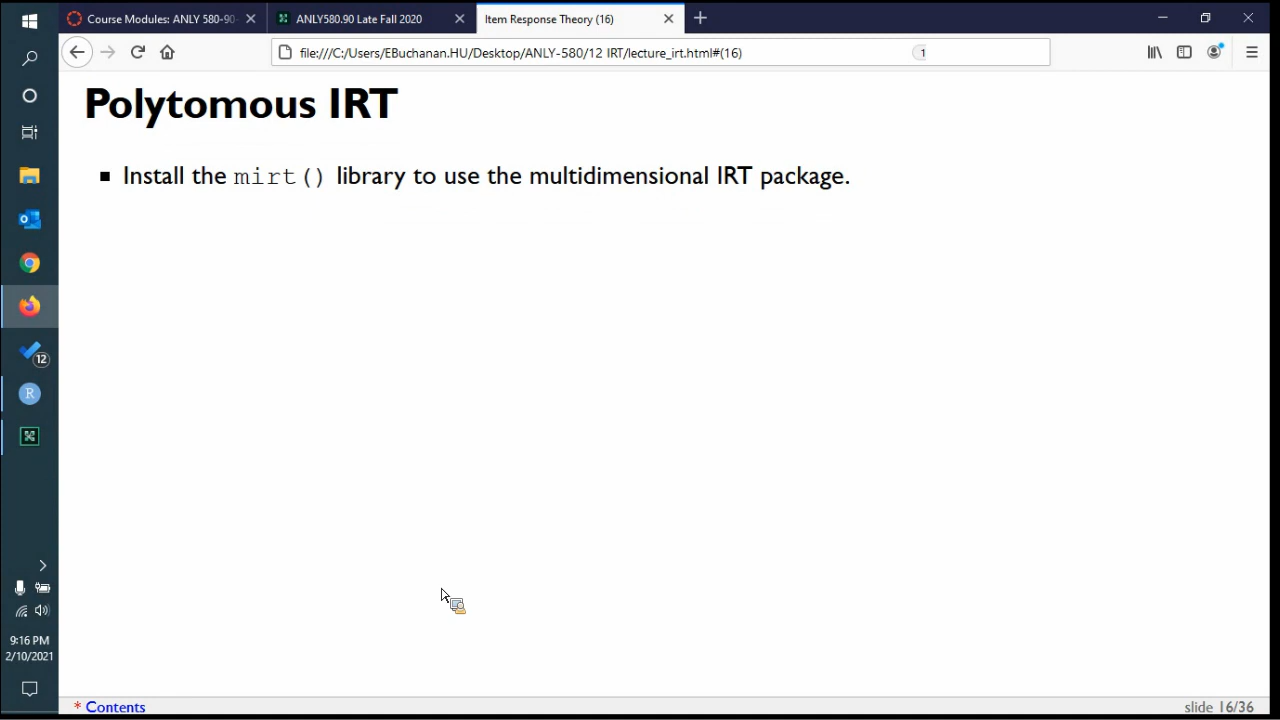 Course Modules: ANLY 580-90-
ANLY580.90 Late Fall 2020
Item Response Theory (16)
file:///C:/Users/EBuchanan.HU/Desktop/ANLY-580/12 IRT/lecture_irt.html#(16)
1
Polytomous IRT
Install the mirt() library to use the multidimensional IRT package.
12
R
9:16 PM
2/10/2021
* Contents
slide 16/36